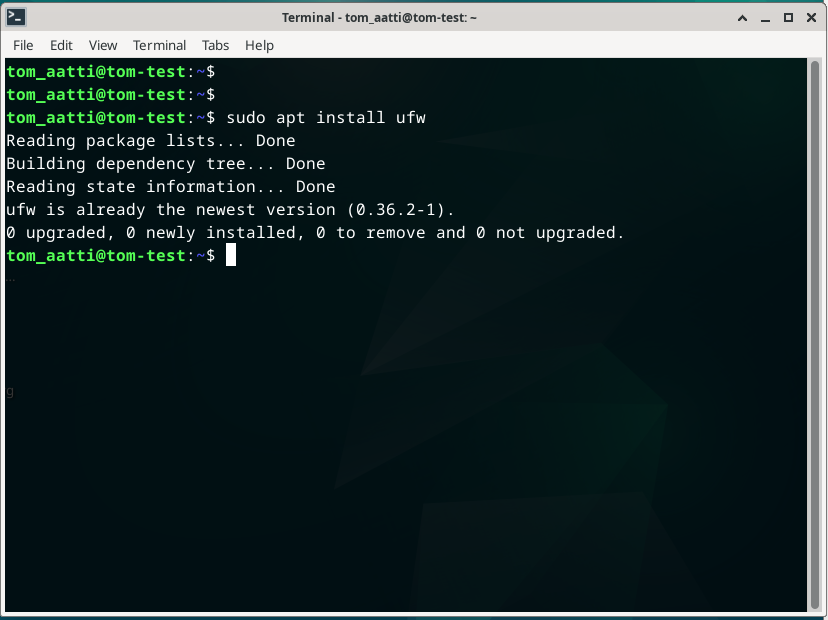 Terminal - tom_aatti@tom-test: ~
File Edit View Terminal Tabs Help
tom_aatti@tom-test:~$
tom_aatti@tom-test:~$
tom_aatti@tom-test:~$ sudo apt install ufw
Reading package lists... Done
Building dependency tree... Done
Reading state information... Done
ufw is already the newest version (0.36.2-1).
0 upgraded, 0 newly installed, 0 to remove and 0 not upgraded.
tom_aatti@tom-test:~$
...
g